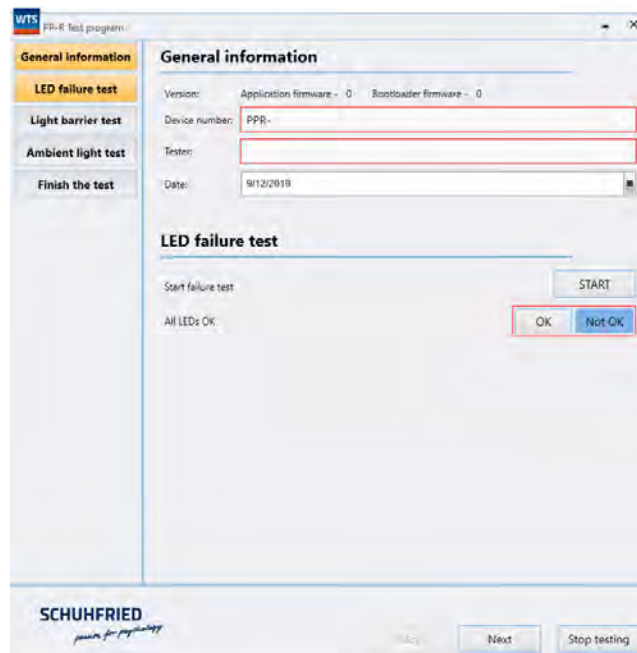 WTS PP-R Test program
General information
LED failure test
Light barrier test
Ambient light test
Finish the test
General information
Version: Application firmware - 0 Bootloader firmware - 0
Device number: PPR-
Tester:
Date: 9/12/2019
LED failure test
Start failure test START
All LEDs OK OK Not OK
SCHUHFRIED
passion for psychology
Next Stop testing